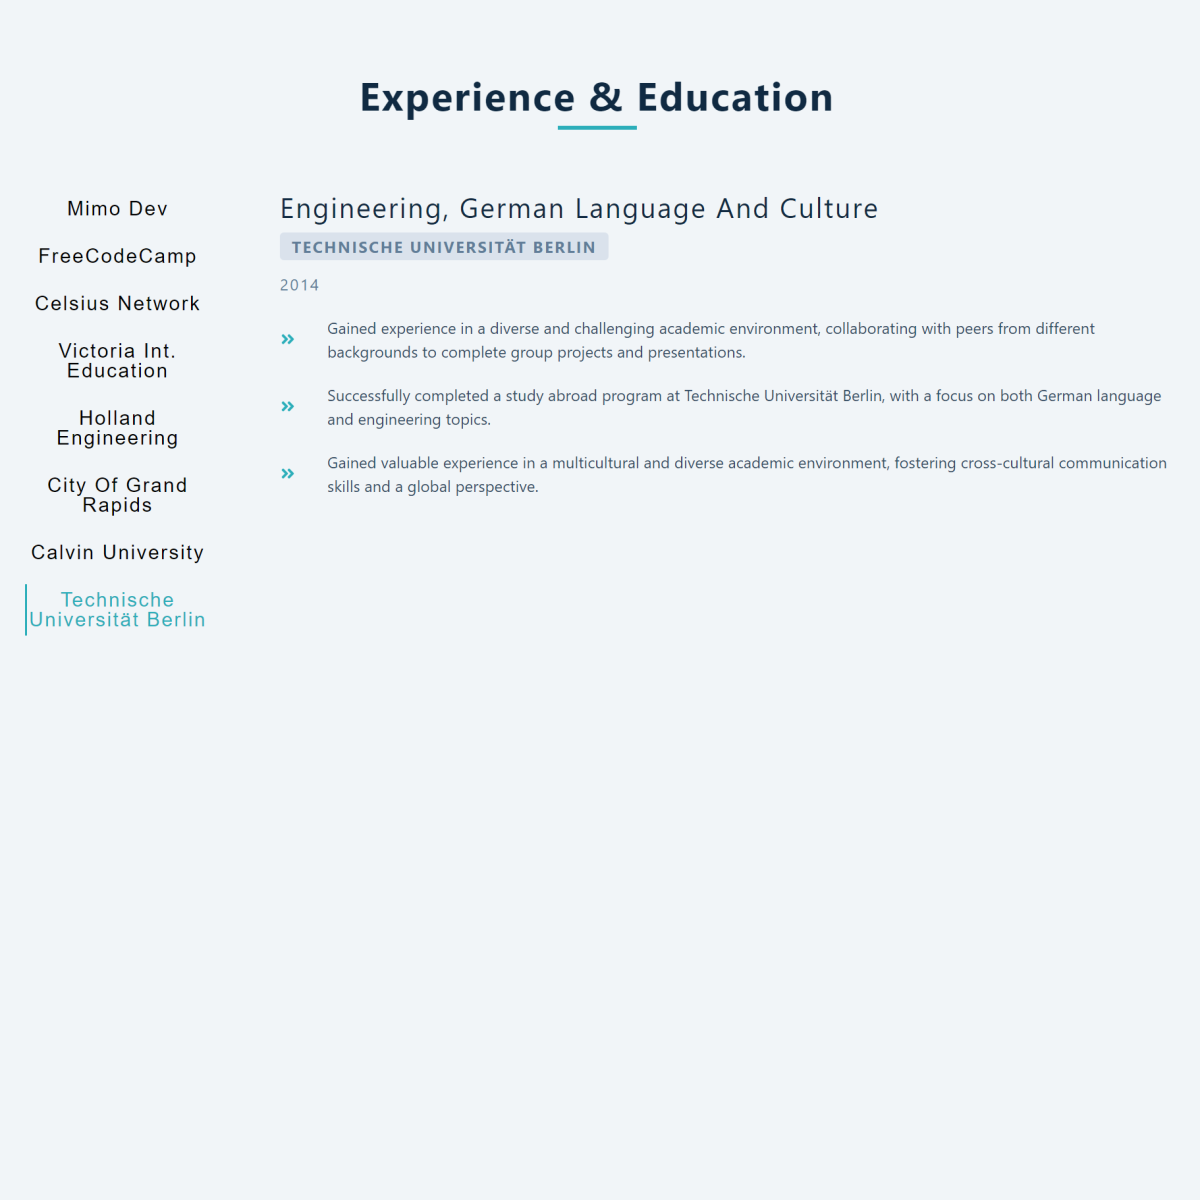 Experience & Education
Mimo Dev
FreeCodeCamp
Celsius Network
Victoria Int.
Education
Holland
Engineering
City Of Grand
Rapids
Calvin University
Technische
Universität Berlin
Engineering, German Language And Culture
TECHNISCHE UNIVERSITÄT BERLIN
2014
Gained experience in a diverse and challenging academic environment, collaborating with peers from different
backgrounds to complete group projects and presentations.
Successfully completed a study abroad program at Technische Universität Berlin, with a focus on both German language
and engineering topics.
Gained valuable experience in a multicultural and diverse academic environment, fostering cross-cultural communication
skills and a global perspective.